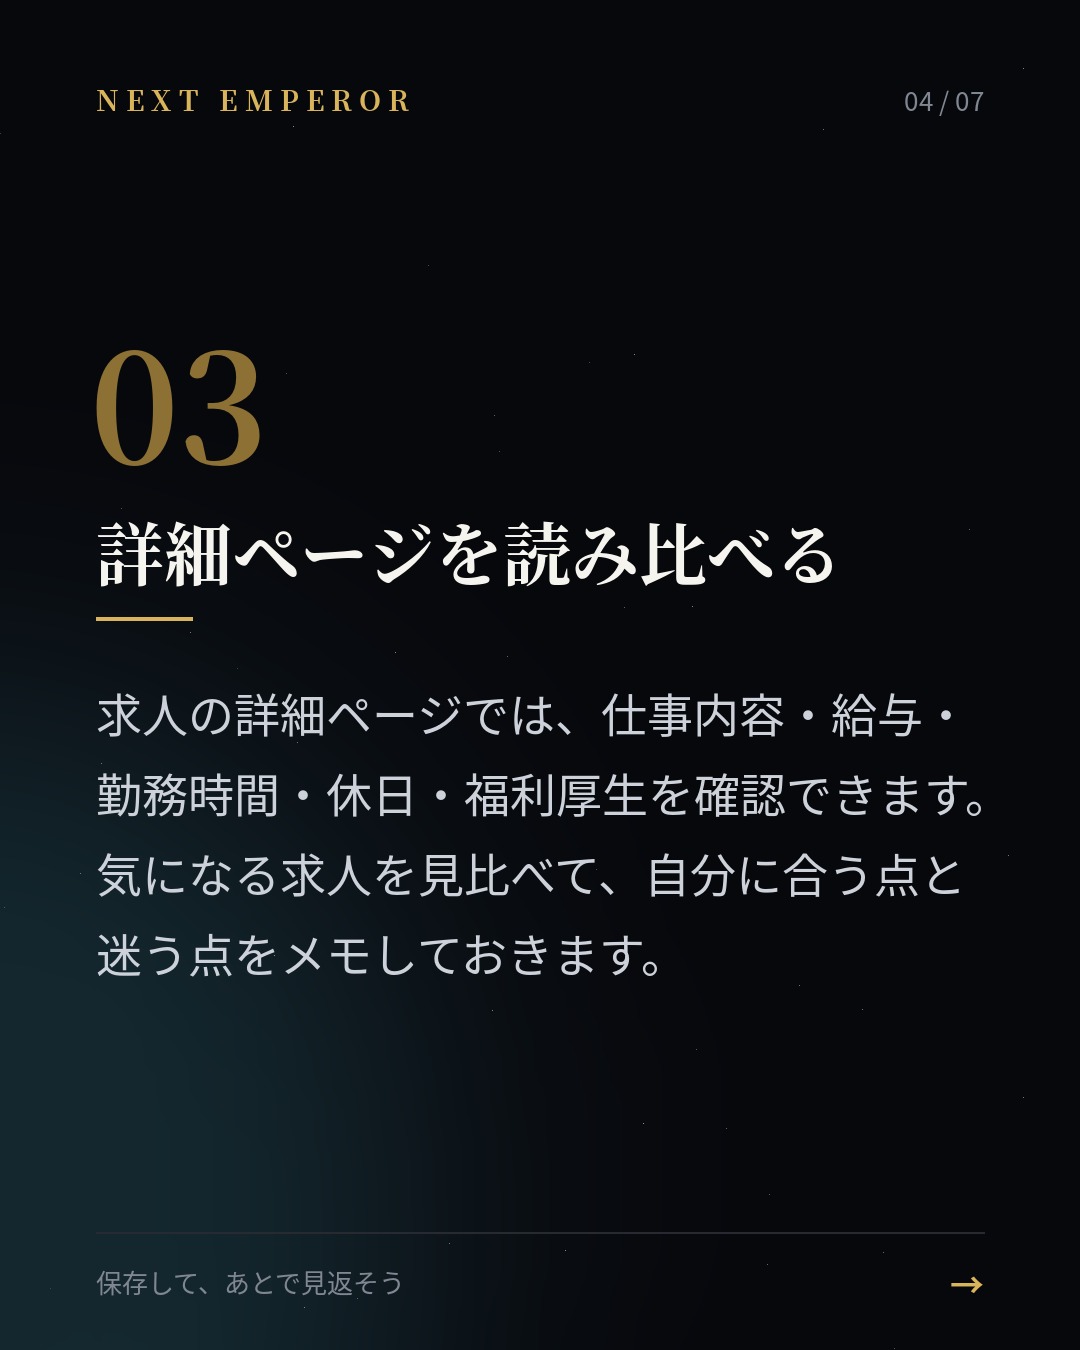 NEXT EMPEROR
04 / 07
03
詳細ページを読み比べる
求人の詳細ページでは、仕事内容・給与・
勤務時間・休日・福利厚生を確認できます。
気になる求人を見比べて、自分に合う点と
迷う点をメモしておきます。
保存して、あとで見返そう
→